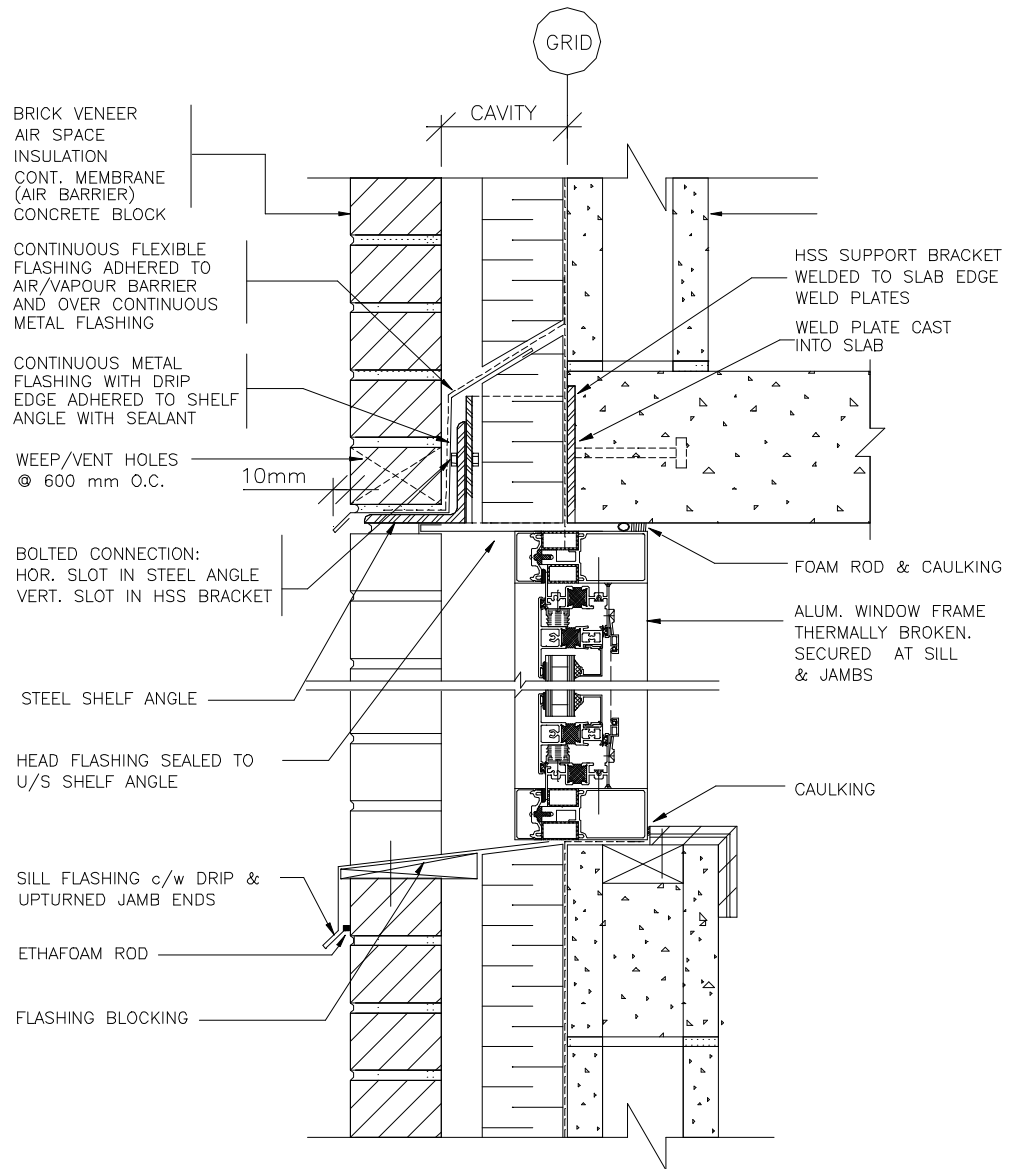 GRID
CAVITY
BRICK VENEER
AIR SPACE
INSULATION
CONT. MEMBRANE
(AIR BARRIER)
CONCRETE BLOCK
CONTINUOUS FLEXIBLE
FLASHING ADHERED TO
AIR/VAPOUR BARRIER
AND OVER CONTINUOUS
METAL FLASHING
CONTINUOUS METAL
FLASHING WITH DRIP
EDGE ADHERED TO SHELF
ANGLE WITH SEALANT
WEEP/VENT HOLES
@ 600 mm O.C.
10mm
BOLTED CONNECTION:
HOR. SLOT IN STEEL ANGLE
VERT. SLOT IN HSS BRACKET
STEEL SHELF ANGLE
HEAD FLASHING SEALED TO
U/S SHELF ANGLE
SILL FLASHING c/w DRIP &
UPTURNED JAMB ENDS
ETHAFOAM ROD
FLASHING BLOCKING
HSS SUPPORT BRACKET
WELDED TO SLAB EDGE
WELD PLATES
WELD PLATE CAST
INTO SLAB
FOAM ROD & CAULKING
ALUM. WINDOW FRAME
THERMALLY BROKEN.
SECURED AT SILL
& JAMBS
CAULKING